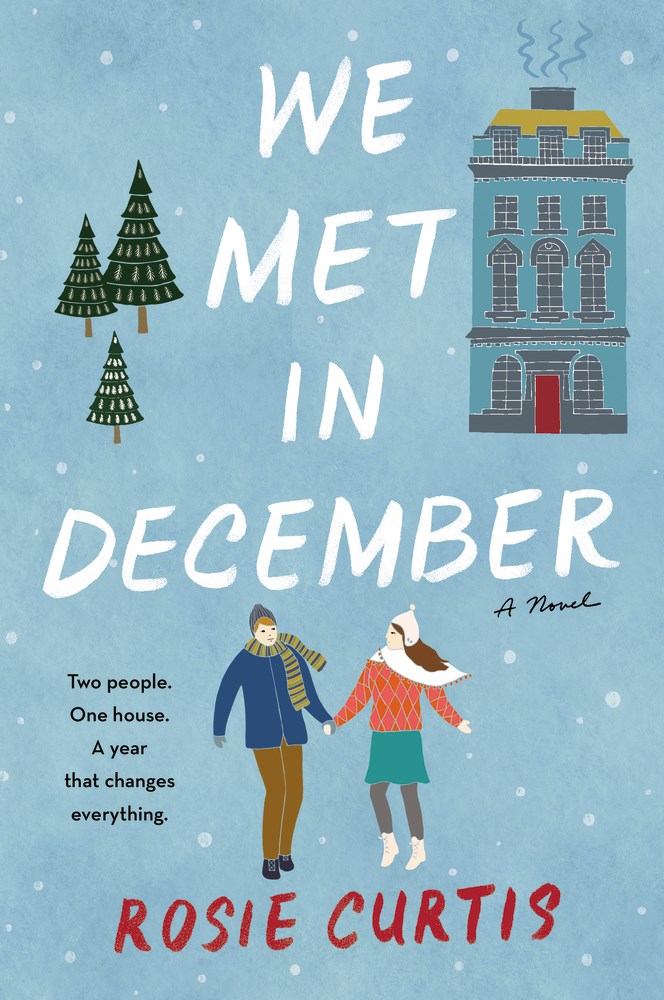 WE
MET
IN
DECEMBER
A Novel
Two people.
One house.
A year
that changes
everything.
ROSIE CURTIS